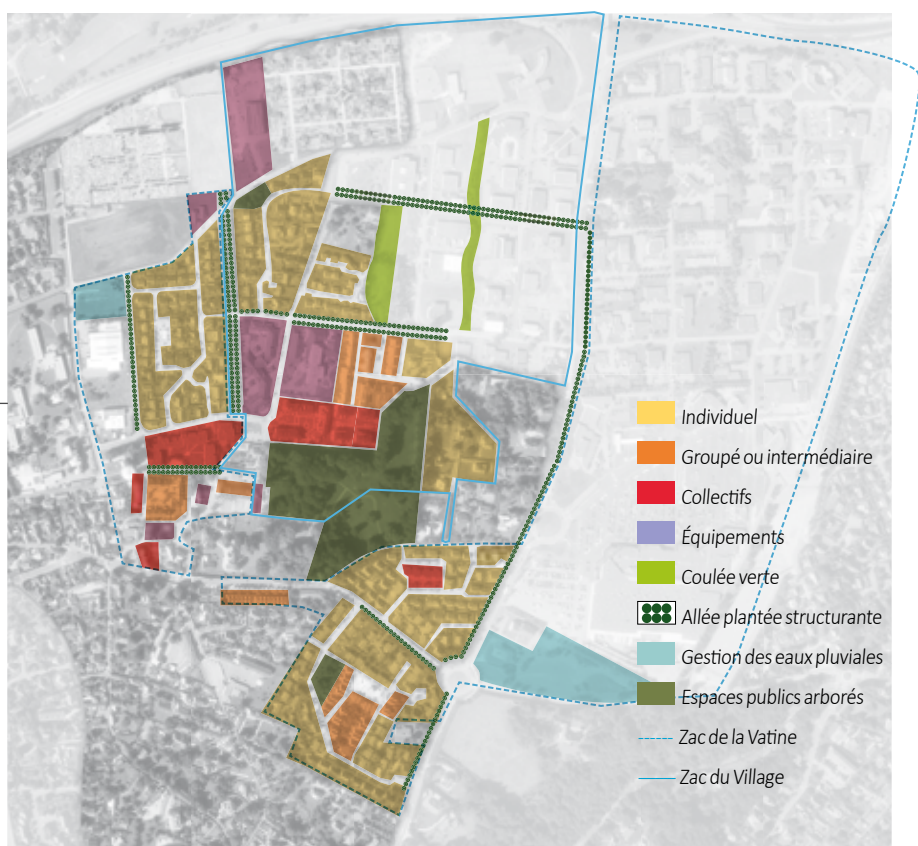 Individuel
Groupé ou intermédiaire
Collectifs
Équipements
Coulée verte
Allée plantée structurante
Gestion des eaux pluviales
Espaces publics arborés
Zac de la Vatine
Zac du Village